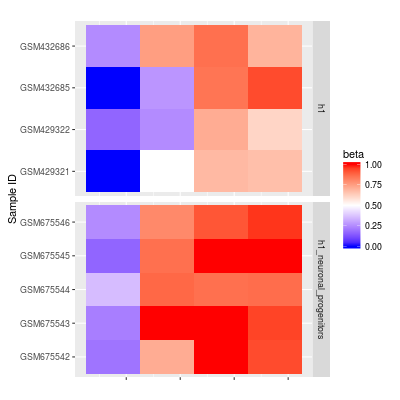 GSM432686
GSM432685
GSM429322
GSM429321
h1
GSM675546
GSM675545
GSM675544
GSM675543
GSM675542
h1_neuronal_progenitors
Sample ID
beta
1.00
0.75
0.50
0.25
0.00